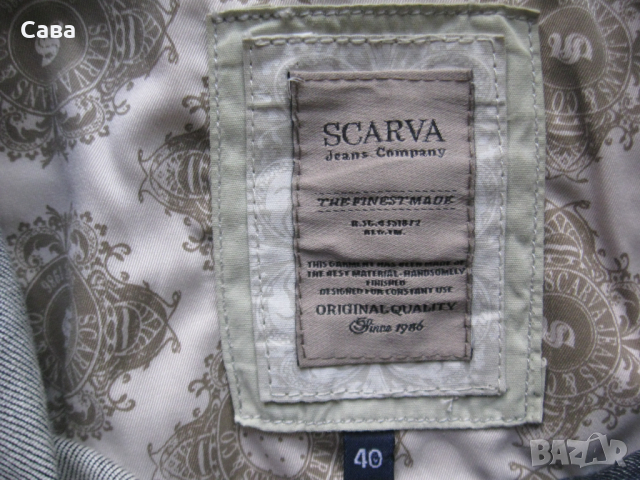 Сава
SCARVA
Jeans Company
THE FINEST MADE
THIS GARMENT HAS BEEN MADE OF
THE BEST MATERIAL-HANDSOMELY
FINISHED
DESIGNED FOR CONSTANT USE
ORIGINAL QUALITY
Since 1986
40
BAZAR